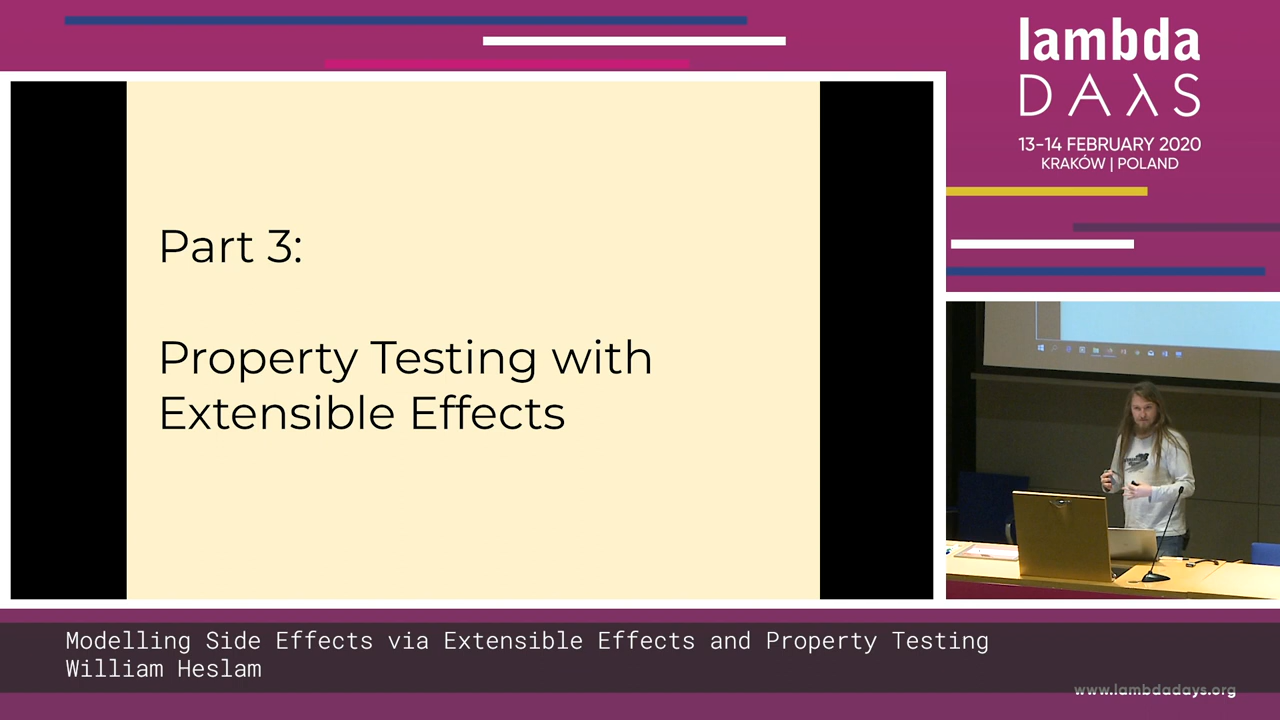 lambda
DAλS
13-14 FEBRUARY 2020
KRAKÓW | POLAND
Part 3:
Property Testing with
Extensible Effects
Modelling Side Effects via Extensible Effects and Property Testing
William Heslam
www.lambdadays.org